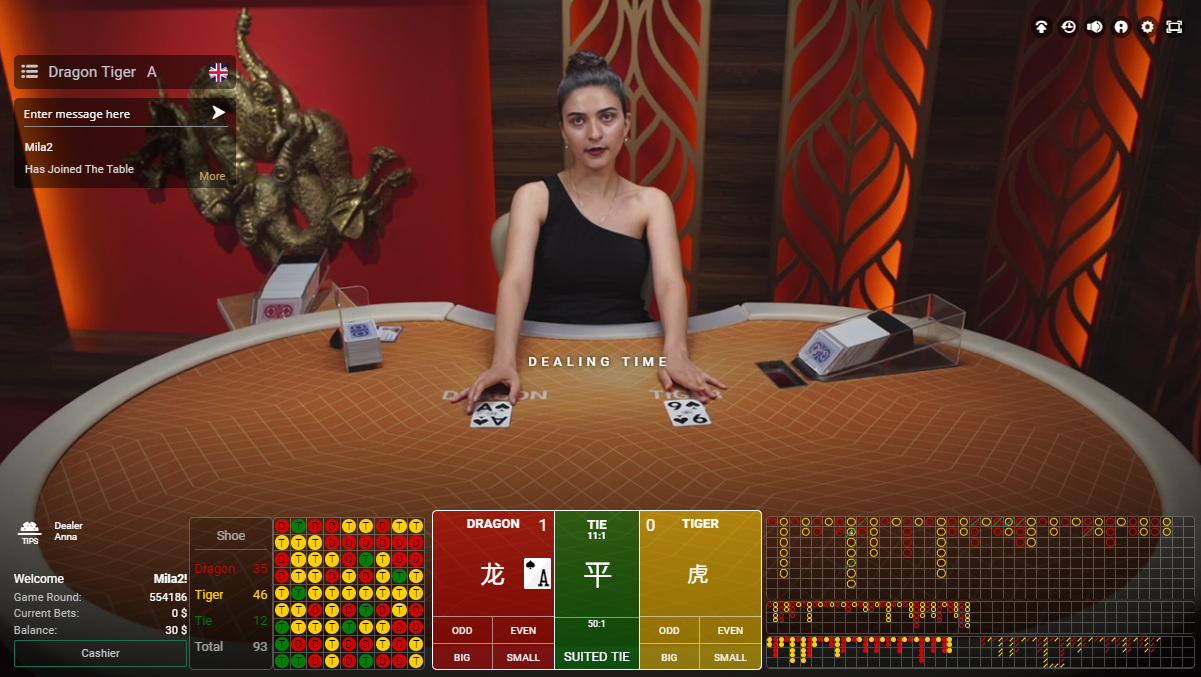 Dragon Tiger A
Enter message here
Mila2
Has Joined The Table
More
DEALING TIME
DRAGON
TIGER
A
A
9
9
TIPS
Dealer
Anna
Welcome Mila2!
Game Round: 554186
Current Bets: 0 $
Balance: 30 $
Cashier
Shoe
Dragon 35
Tiger 46
Tie 12
Total 93
D T D D T T D T T
T T T D D D D D D
D T T T D T T D D
D T T D T D T T T
T T T T T T T T T
T T D T D T D T D
T T T T T T T D D
T D D T D D T D T
T T D T D T D D T
DRAGON 1
龙
A
ODD EVEN
BIG SMALL
TIE
11:1
平
50:1
SUITED TIE
0 TIGER
虎
ODD EVEN
BIG SMALL